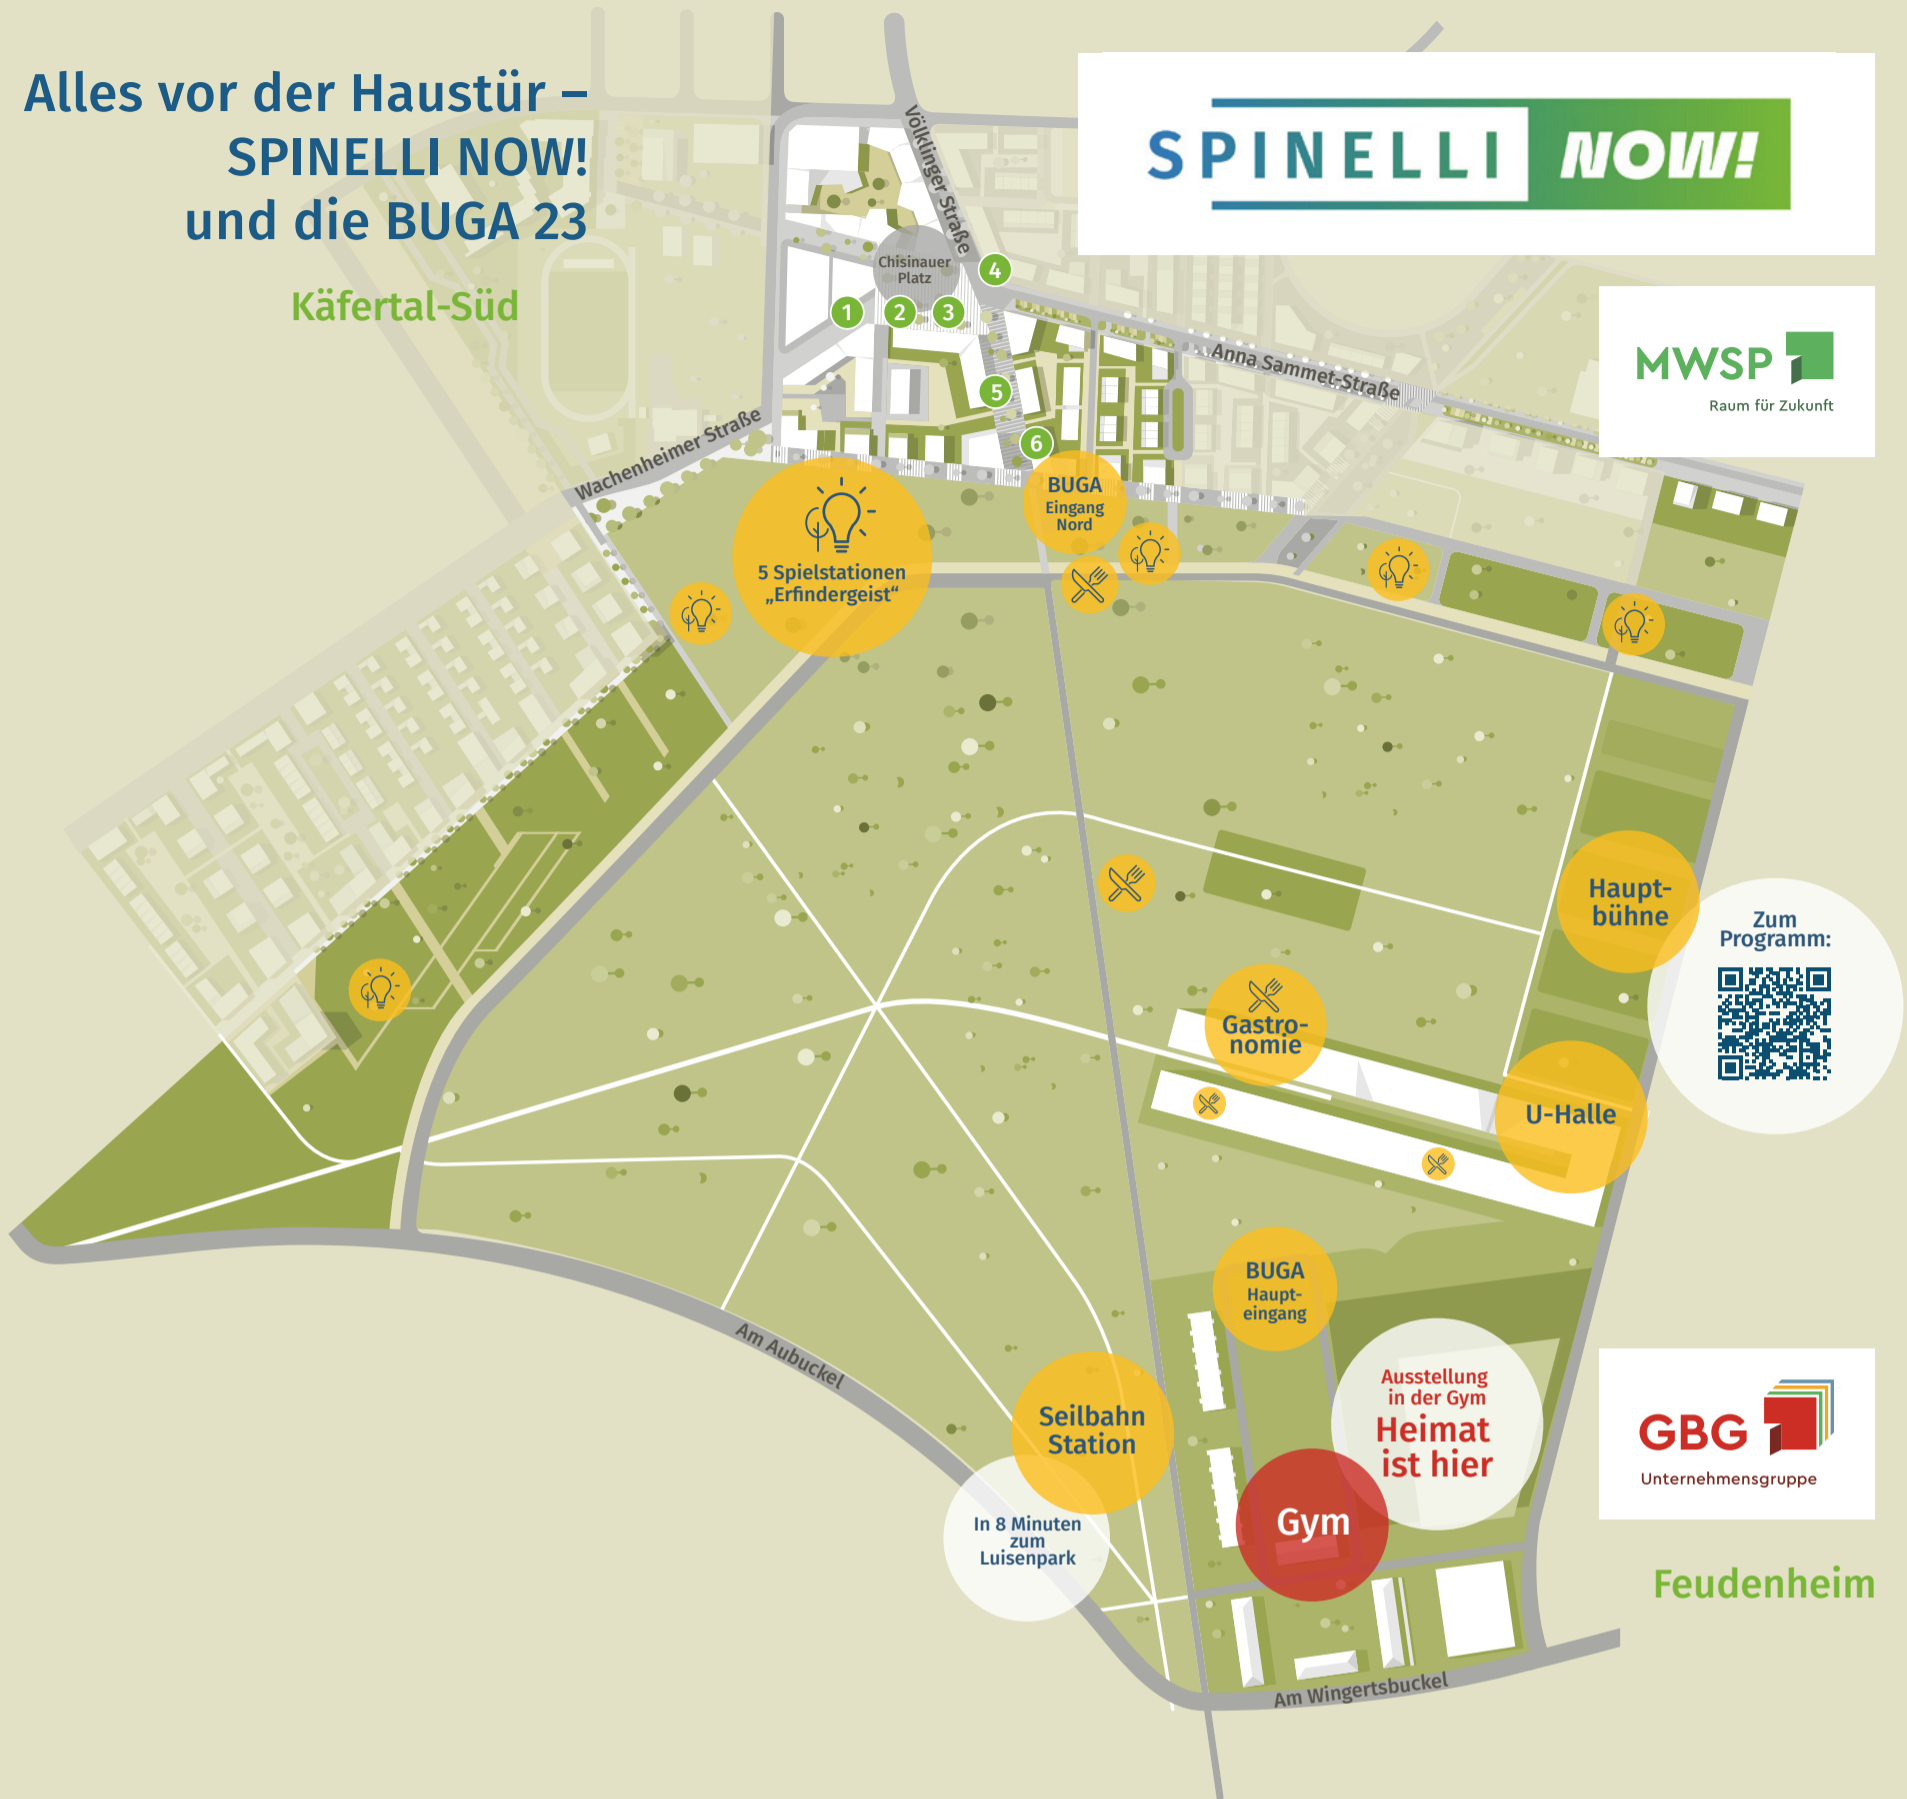 Alles vor der Haustür –
SPINELLI NOW!
und die BUGA 23
Käfertal-Süd
SPINELLI NOW!
MWSP
Raum für Zukunft
Völklinger Straße
Chisinauer
Platz
1
2
3
4
5
6
Anna Sammet-Straße
Wachenheimer Straße
BUGA
Eingang
Nord
5 Spielstationen
„Erfindergeist“
Haupt-
bühne
Zum
Programm:
Gastro-
nomie
U-Halle
BUGA
Haupt-
eingang
Am Aubuckel
Seilbahn
Station
In 8 Minuten
zum
Luisenpark
Ausstellung
in der Gym
Heimat
ist hier
Gym
GBG
Unternehmensgruppe
Feudenheim
Am Wingertsbuckel